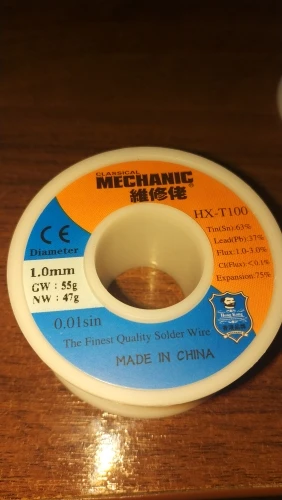 CLASSICAL
MECHANIC®
維修佬
HX-T100
Tin(Sn):63%
Lead(Pb):37%
Flux:1.0-3.0%
Cl(Flux)<0.1%
Expansion:75%
CE
Diameter
1.0mm
GW : 55g
NW : 47g
0.01sin
The Finest Quality Solder Wire
MADE IN CHINA
Hong Kong